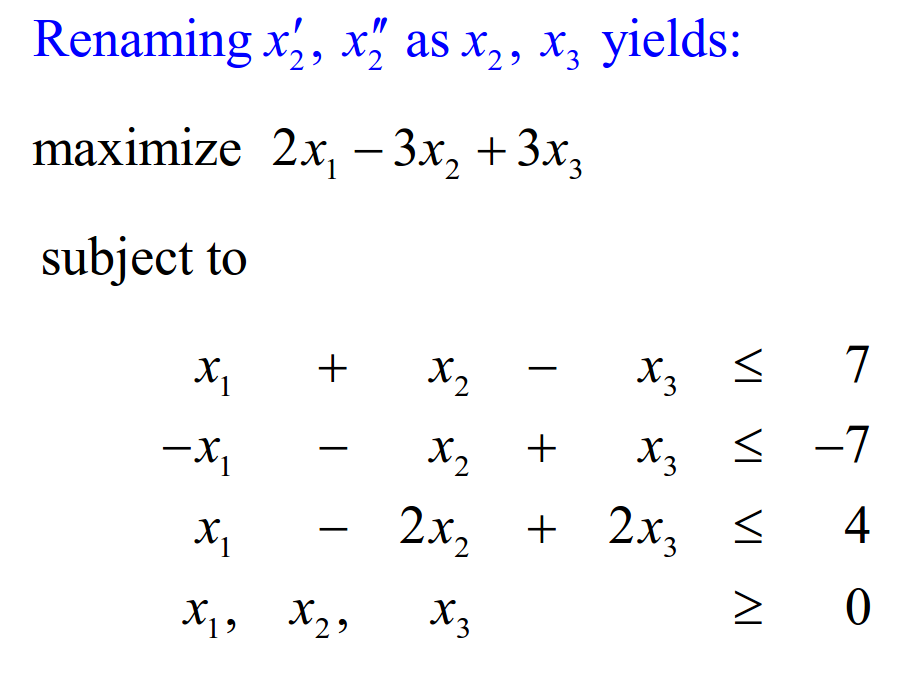 Renaming x₂′, x₂″ as x₂, x₃ yields:
maximize 2x₁ − 3x₂ + 3x₃
subject to
x₁ + x₂ − x₃ ≤ 7
−x₁ − x₂ + x₃ ≤ −7
x₁ − 2x₂ + 2x₃ ≤ 4
x₁, x₂, x₃ ≥ 0